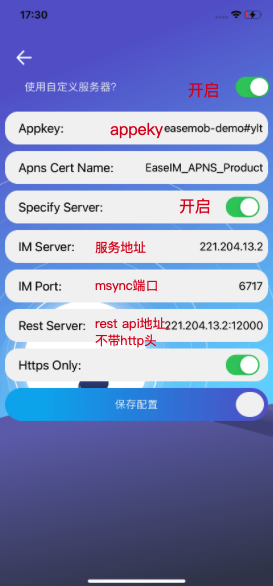 17:30
使用自定义服务器? 开启
Appkey: appeky easemob-demo#ylt
Apns Cert Name: EaseIM_APNS_Product
Specify Server: 开启
IM Server: 服务地址 221.204.13.2
IM Port: msync端口 6717
Rest Server: rest api地址 221.204.13.2:12000
不带http头
Https Only:
保存配置